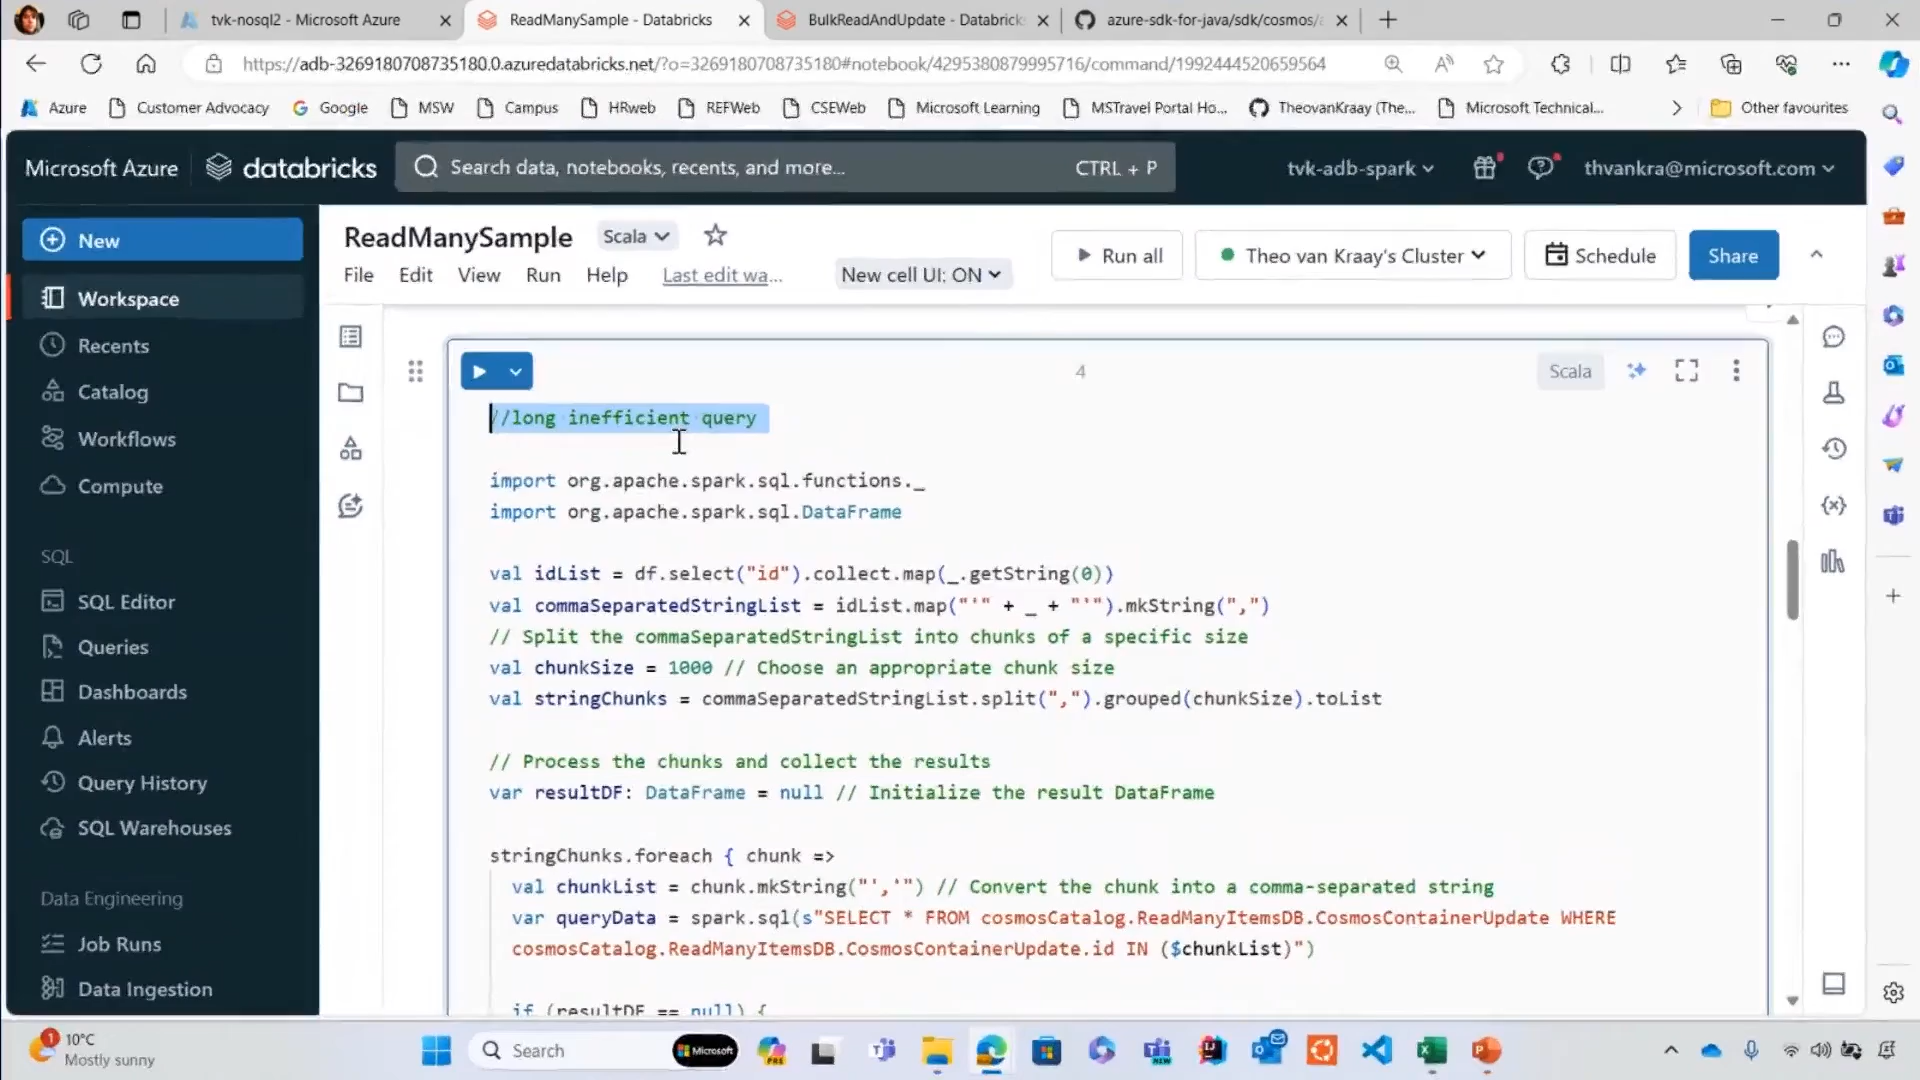 tvk-nosql2 - Microsoft Azure
ReadManySample - Databricks
BulkReadAndUpdate - Databricks
azure-sdk-for-java/sdk/cosmos/
https://adb-3269180708735180.0.azuredatabricks.net/?o=3269180708735180#notebook/4295380879995716/command/1992444520659564
Azure
Customer Advocacy
Google
MSW
Campus
HRweb
REFWeb
CSEWeb
Microsoft Learning
MSTravel Portal Ho...
TheovanKraay (The...
Microsoft Technical...
Other favourites
Microsoft Azure
databricks
Search data, notebooks, recents, and more...
CTRL + P
tvk-adb-spark
thvankra@microsoft.com
New
Workspace
Recents
Catalog
Workflows
Compute
SQL
SQL Editor
Queries
Dashboards
Alerts
Query History
SQL Warehouses
Data Engineering
Job Runs
Data Ingestion
ReadManySample
Scala
File
Edit
View
Run
Help
Last edit wa...
New cell UI: ON
Run all
Theo van Kraay's Cluster
Schedule
Share
4
Scala
//long inefficient query
import org.apache.spark.sql.functions._
import org.apache.spark.sql.DataFrame
val idList = df.select("id").collect.map(_.getString(0))
val commaSeparatedStringList = idList.map("'" + _ + "'").mkString(",")
// Split the commaSeparatedStringList into chunks of a specific size
val chunkSize = 1000 // Choose an appropriate chunk size
val stringChunks = commaSeparatedStringList.split(",").grouped(chunkSize).toList
// Process the chunks and collect the results
var resultDF: DataFrame = null // Initialize the result DataFrame
stringChunks.foreach { chunk =>
val chunkList = chunk.mkString("','") // Convert the chunk into a comma-separated string
var queryData = spark.sql(s"SELECT * FROM cosmosCatalog.ReadManyItemsDB.CosmosContainerUpdate WHERE
cosmosCatalog.ReadManyItemsDB.CosmosContainerUpdate.id IN ($chunkList)")
if (resultDF == null) {
1
10°C
Mostly sunny
Search
Microsoft
PRE
NEW